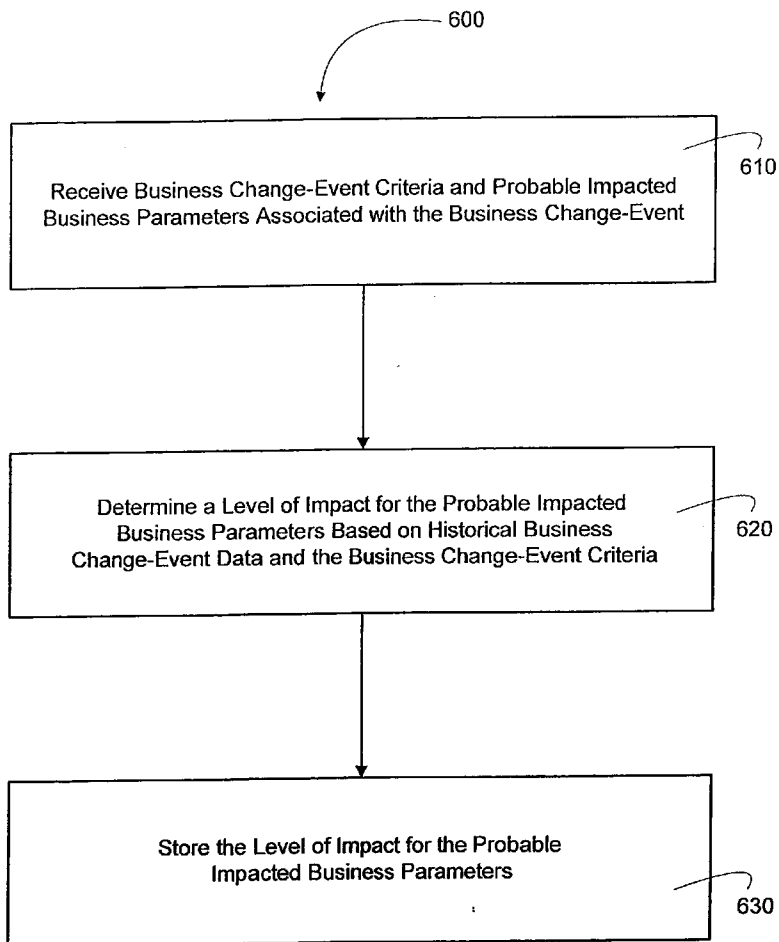 600
Receive Business Change-Event Criteria and Probable Impacted
Business Parameters Associated with the Business Change-Event
610
Determine a Level of Impact for the Probable Impacted
Business Parameters Based on Historical Business
Change-Event Data and the Business Change-Event Criteria
620
Store the Level of Impact for the Probable
Impacted Business Parameters
630